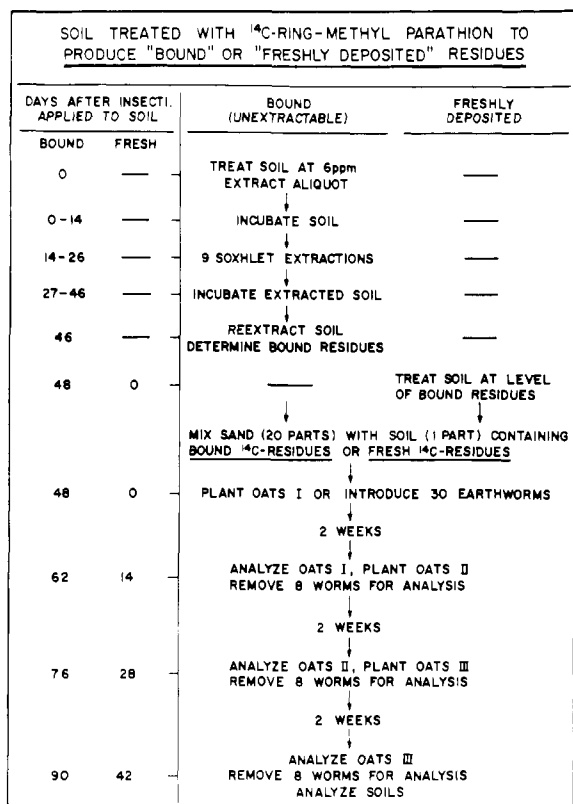 SOIL TREATED WITH ¹⁴C-RING-METHYL PARATHION TO
PRODUCE "BOUND" OR "FRESHLY DEPOSITED" RESIDUES
DAYS AFTER INSECTI. APPLIED TO SOIL
BOUND (UNEXTRACTABLE)
FRESHLY DEPOSITED
BOUND FRESH
0 — TREAT SOIL AT 6ppm —
EXTRACT ALIQUOT
0-14 — INCUBATE SOIL —
14-26 — 9 SOXHLET EXTRACTIONS —
27-46 — INCUBATE EXTRACTED SOIL —
46 — REEXTRACT SOIL —
DETERMINE BOUND RESIDUES
48 0 — TREAT SOIL AT LEVEL
OF BOUND RESIDUES
MIX SAND (20 PARTS) WITH SOIL (1 PART) CONTAINING
BOUND ¹⁴C-RESIDUES OR FRESH ¹⁴C-RESIDUES
48 0 PLANT OATS I OR INTRODUCE 30 EARTHWORMS
2 WEEKS
62 14 ANALYZE OATS I, PLANT OATS II
REMOVE 8 WORMS FOR ANALYSIS
2 WEEKS
76 28 ANALYZE OATS II, PLANT OATS III
REMOVE 8 WORMS FOR ANALYSIS
2 WEEKS
ANALYZE OATS III
90 42 REMOVE 8 WORMS FOR ANALYSIS
ANALYZE SOILS